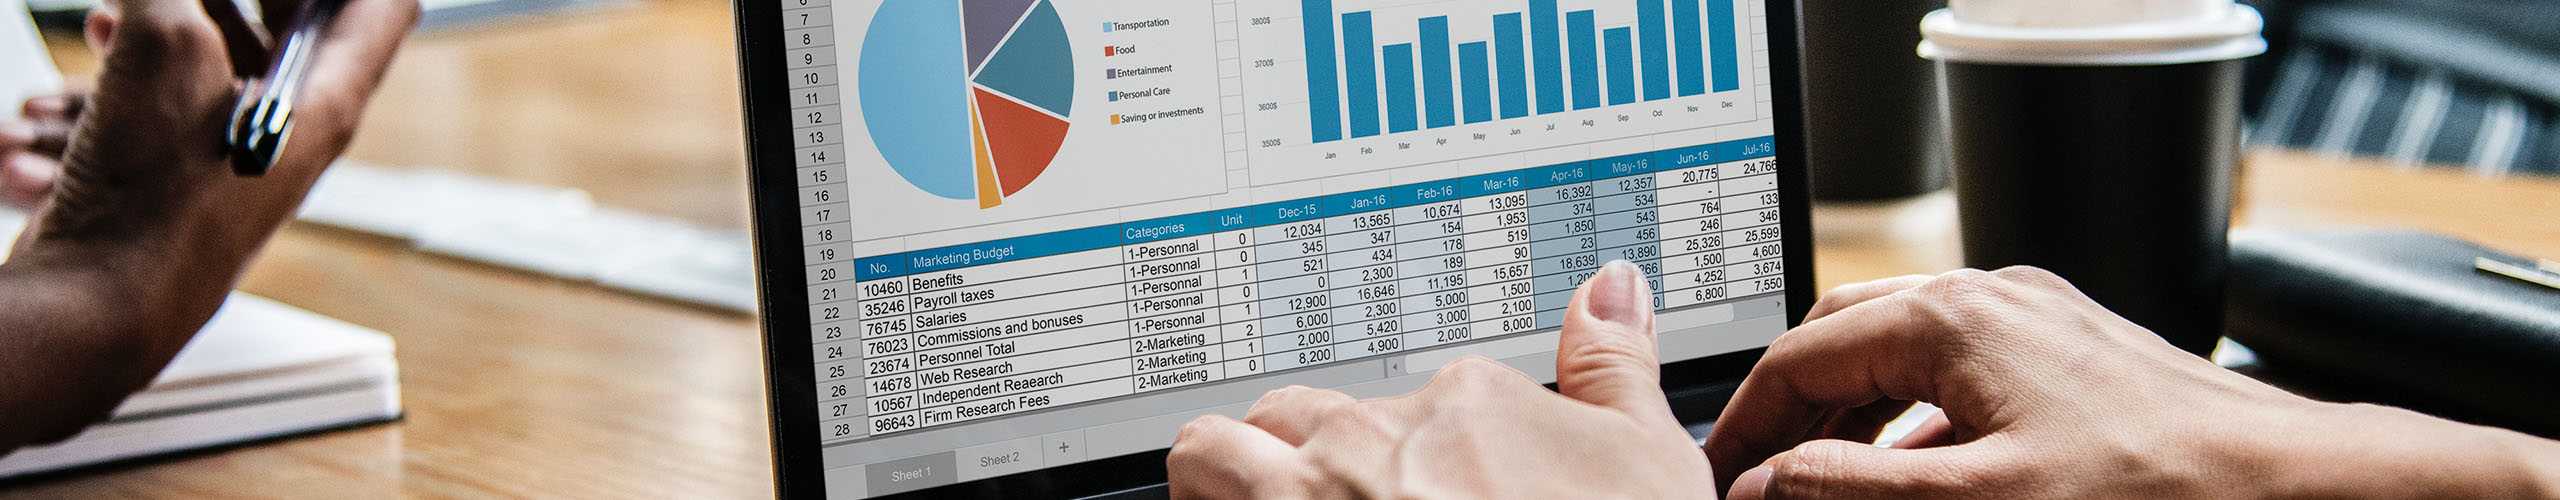 6
7
8
9
10
11
12
13
14
15
16
17
18
19
20
21
22
23
24
25
26
27
28
Transportation
Food
Entertainment
Personal Care
Saving or investments
3800$
3700$
3600$
3500$
Jan Feb Mar Apr May Jun Jul Aug Sep Oct Nov Dec
No. Marketing Budget Categories Unit Dec-15 Jan-16 Feb-16 Mar-16 Apr-16 May-16 Jun-16 Jul-16
10460 Benefits 1-Personnal 0 12,034 13,565 10,674 13,095 16,392 12,357 20,775 24,766
35246 Payroll taxes 1-Personnal 0 345 347 154 1,953 374 534 - -
76745 Salaries 1-Personnal 1 521 434 178 519 1,850 543 764 133
76023 Commissions and bonuses 1-Personnal 0 0 2,300 189 90 23 456 246 346
23674 Personnel Total 1-Personnal 1 12,900 16,646 11,195 15,657 18,639 13,890 25,326 25,599
14678 Web Research 2-Marketing 2 6,000 2,300 5,000 1,500 1,500 4,600
10567 Independent Reaearch 2-Marketing 1 2,000 5,420 3,000 2,100 4,252 3,674
96643 Firm Research Fees 2-Marketing 0 8,200 4,900 2,000 8,000 6,800 7,550
Sheet 1 Sheet 2 +